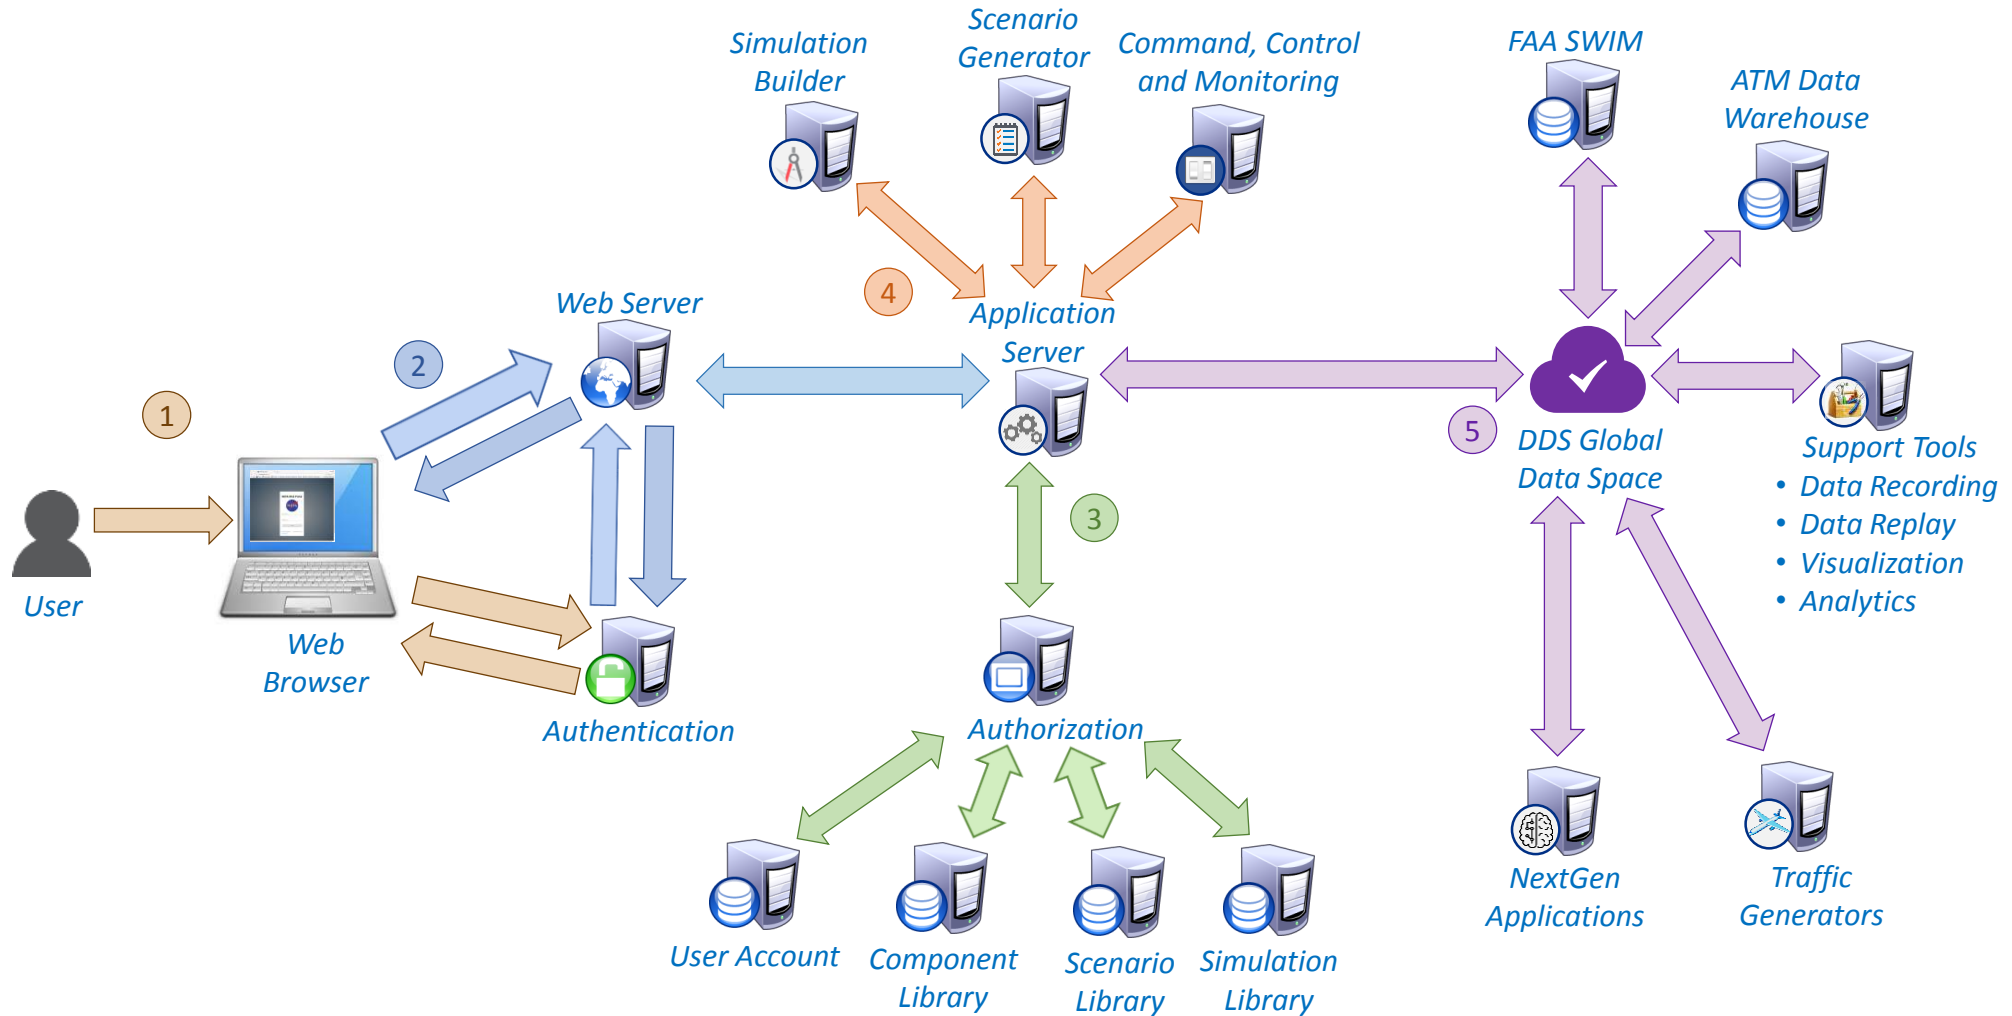 Simulation
Builder
Scenario
Generator
Command, Control
and Monitoring
FAA SWIM
ATM Data
Warehouse
4
Web Server
2
1
Application
Server
5
DDS Global
Data Space
Support Tools
• Data Recording
• Data Replay
• Visualization
• Analytics
3
User
Web
Browser
Authentication
Authorization
User Account
Component
Library
Scenario
Library
Simulation
Library
NextGen
Applications
Traffic
Generators